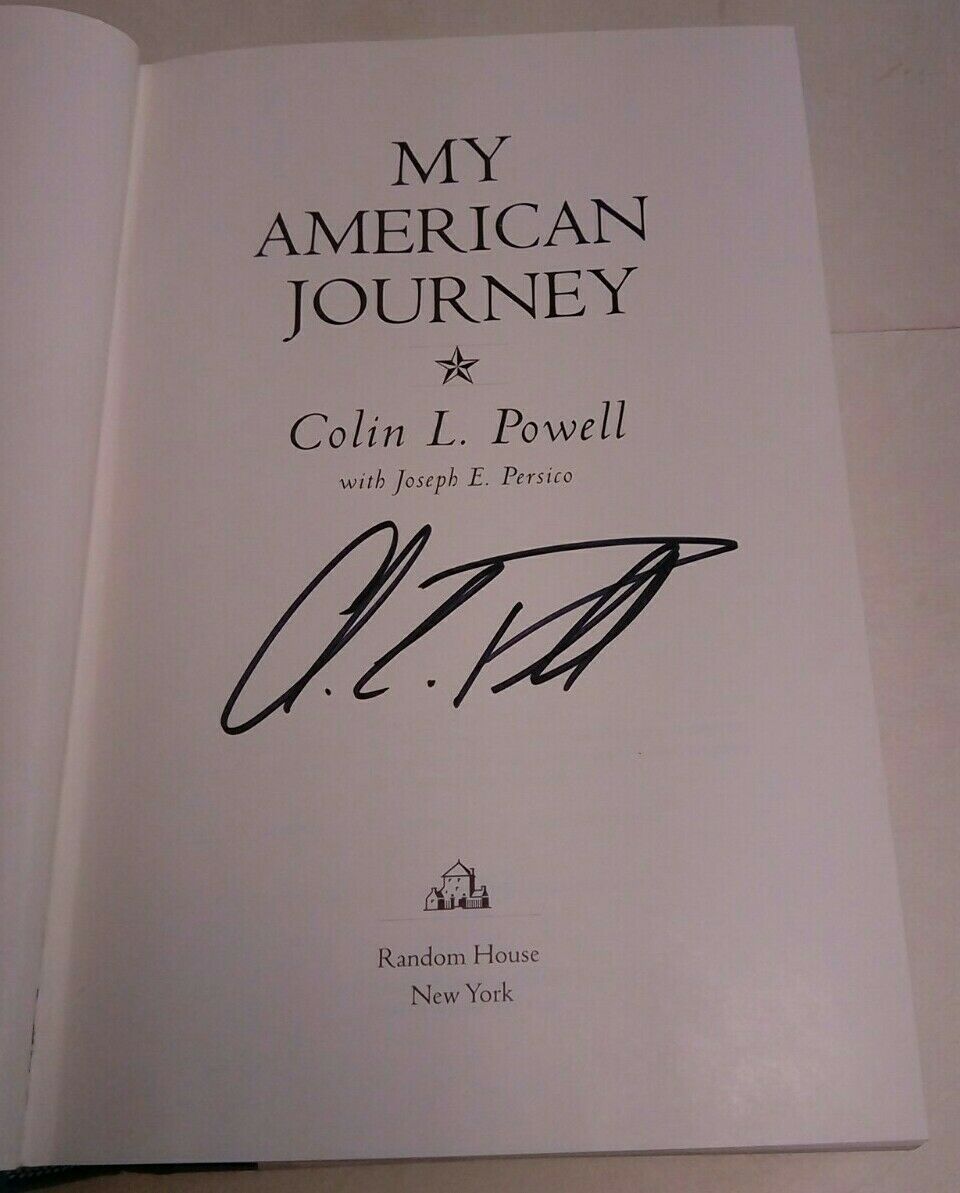 MY
AMERICAN
JOURNEY
Colin L. Powell
with Joseph E. Persico
Random House
New York